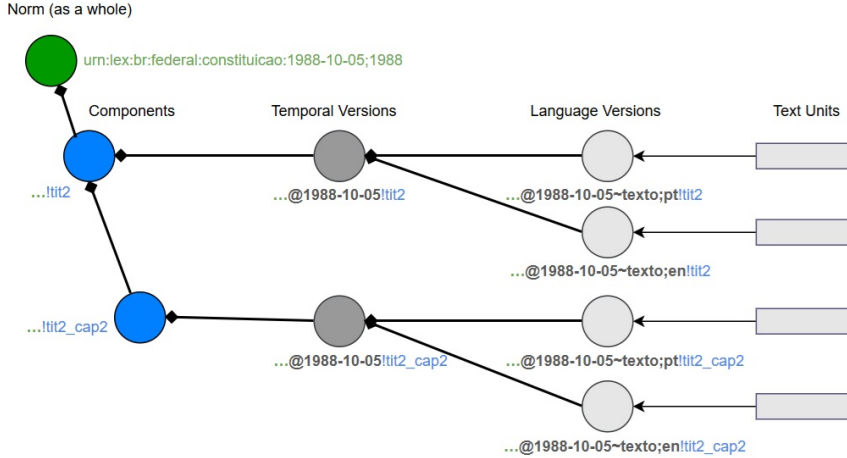 Norm (as a whole)
urn:lex:br:federal:constituicao:1988-10-05;1988
Components
Temporal Versions
Language Versions
Text Units
...!tit2
...@1988-10-05!tit2
...@1988-10-05~texto;pt!tit2
...@1988-10-05~texto;en!tit2
...!tit2_cap2
...@1988-10-05!tit2_cap2
...@1988-10-05~texto;pt!tit2_cap2
...@1988-10-05~texto;en!tit2_cap2